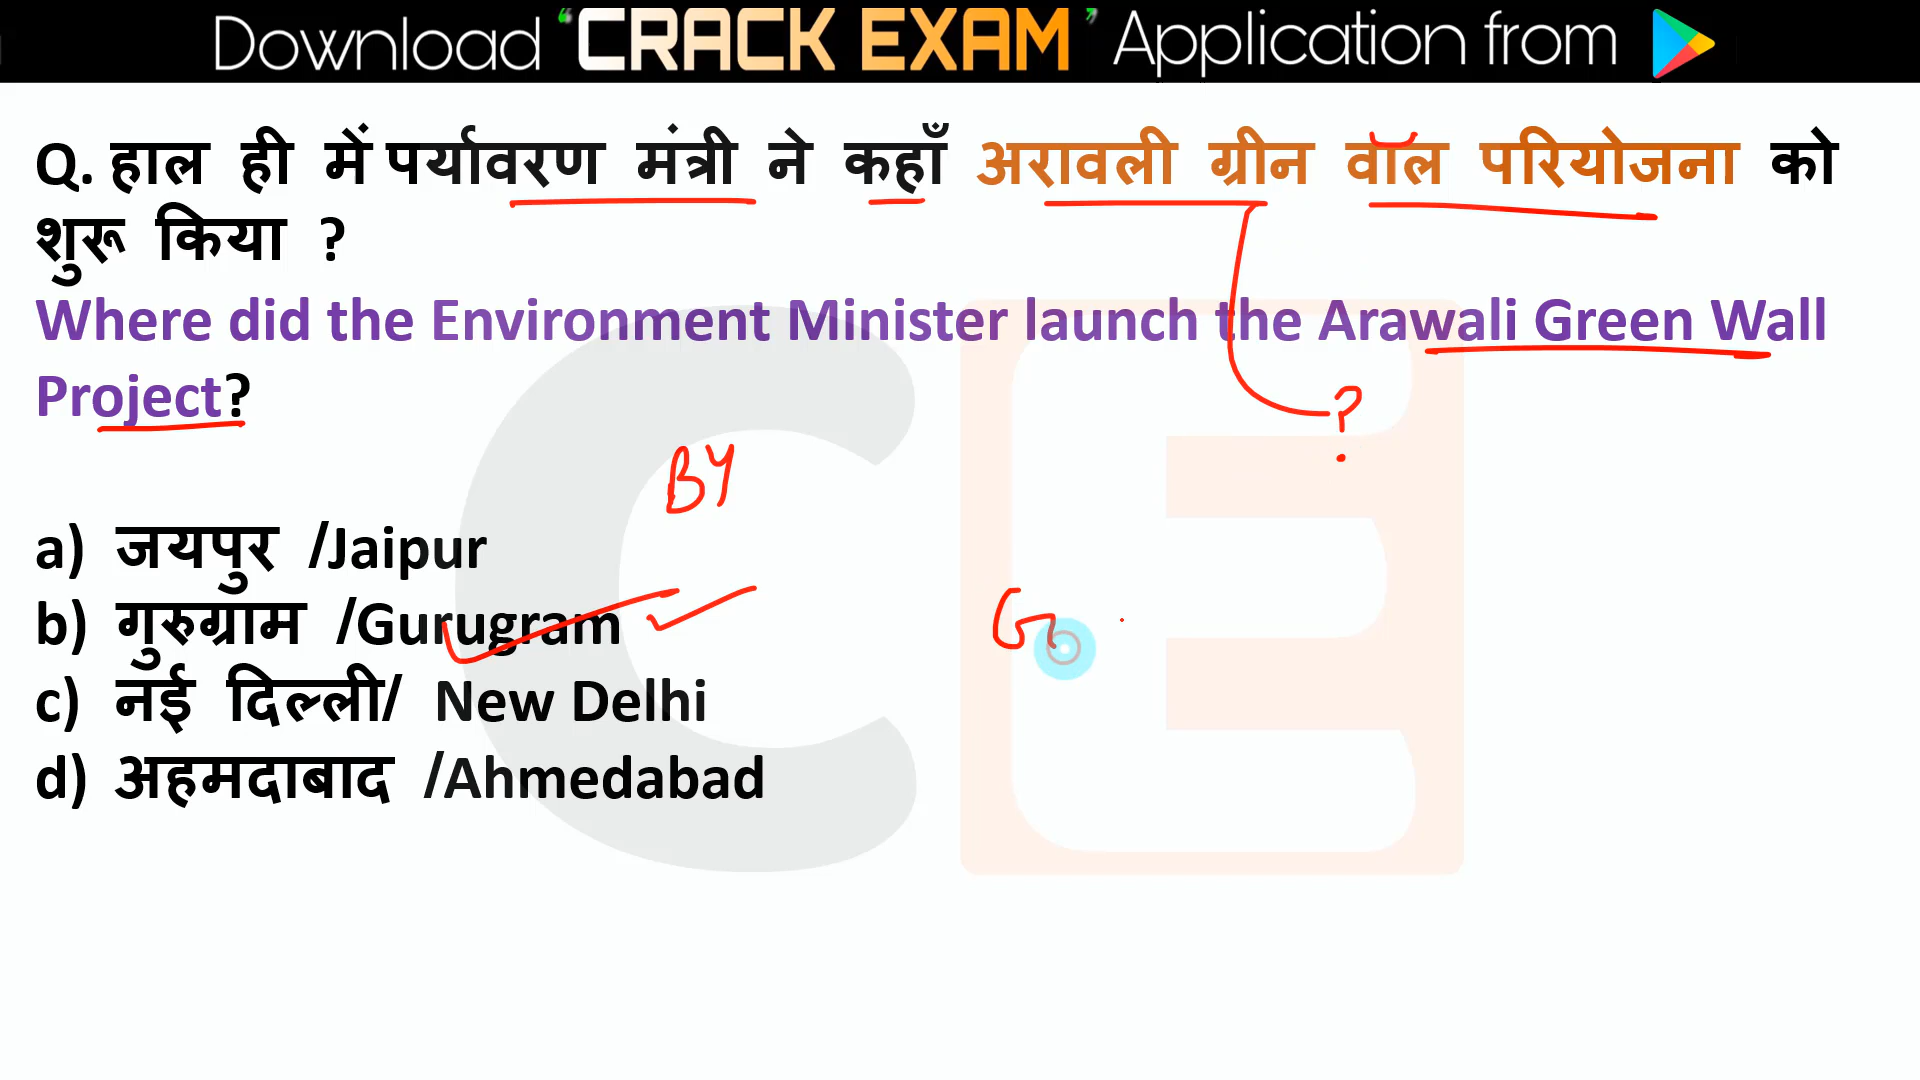 Download ‘CRACK EXAM’ Application from
Q. हाल ही में पर्यावरण मंत्री ने कहाँ अरावली ग्रीन वॉल परियोजना को
शुरू किया ?
Where did the Environment Minister launch the Arawali Green Wall
Project?
?
BY
a) जयपुर /Jaipur
b) गुरुग्राम /Gurugram
G
c) नई दिल्ली/ New Delhi
d) अहमदाबाद /Ahmedabad
CE